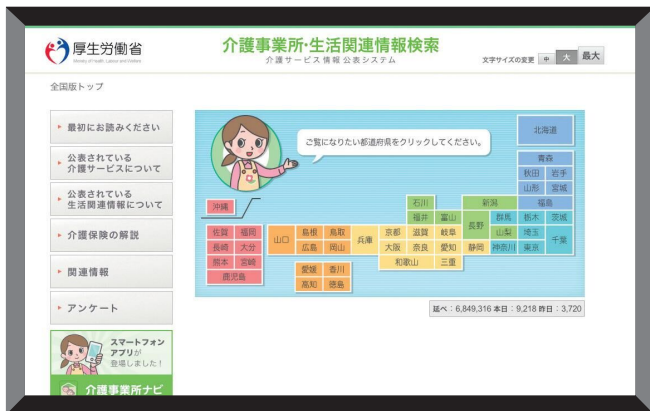 厚生労働省
Ministry of Health, Labour and Welfare
介護事業所・生活関連情報検索
介護サービス情報公表システム
文字サイズの変更 中 大 最大
全国版トップ
最初にお読みください
公表されている
介護サービスについて
公表されている
生活関連情報について
介護保険の解説
関連情報
アンケート
スマートフォン
アプリが
登場しました！
介護事業所ナビ
ご覧になりたい都道府県をクリックしてください。
北海道
青森
秋田 岩手
山形 宮城
沖縄 石川 新潟 福島
福井 富山 長野 群馬 栃木 茨城
佐賀 福岡 山口 島根 鳥取 兵庫 京都 滋賀 岐阜 山梨 埼玉 千葉
長崎 大分 広島 岡山 大阪 奈良 愛知 静岡 神奈川 東京
熊本 宮崎 和歌山 三重
鹿児島 愛媛 香川
高知 徳島
延べ：6,849,316 本日：9,218 昨日：3,720